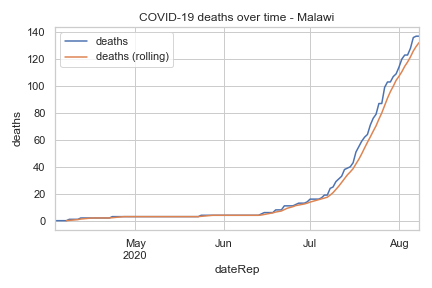 COVID-19 deaths over time - Malawi
deaths
deaths (rolling)
140
120
100
80
60
40
20
0
deaths
May Jun Jul Aug
2020
dateRep